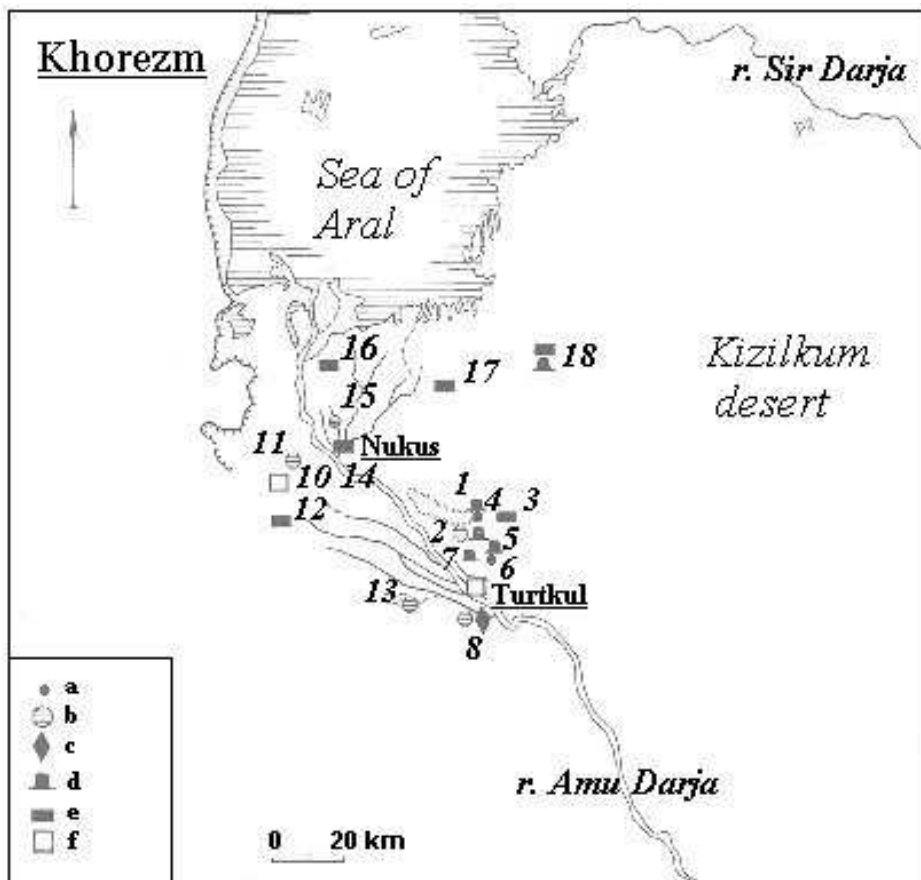 Khorezm
r. Sir Darja
Sea of
Aral
16
17
18
Kizilkum
desert
15
Nukus
11
10
14
12
1
4
3
2
5
7
6
Turtkul
13
8
a
b
c
d
e
f
r. Amu Darja
0 20 km